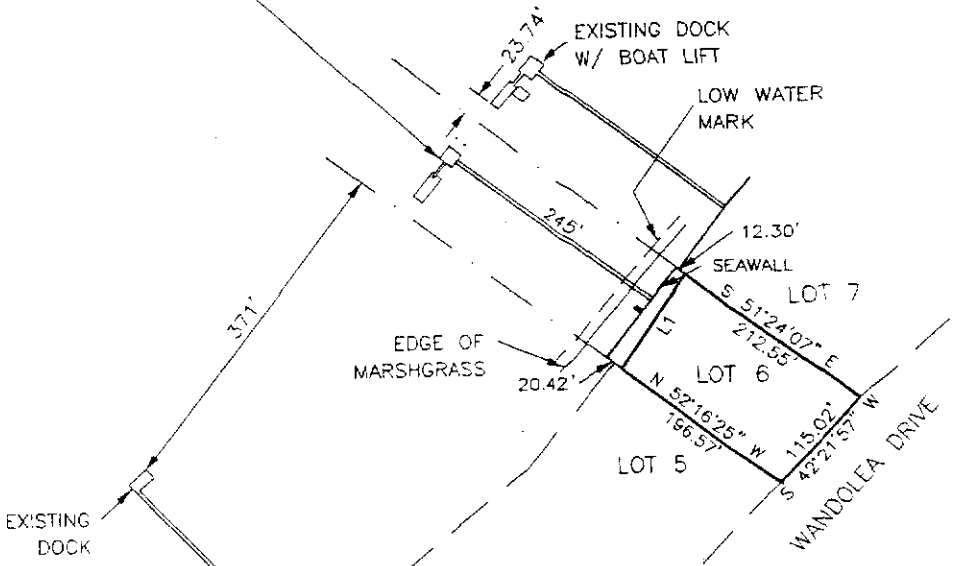 23.74'
EXISTING DOCK
W/ BOAT LIFT
LOW WATER
MARK
245'
12.30'
SEAWALL
LOT 7
S 51°24'07" E
212.55'
371'
L1
EDGE OF
MARSHGRASS
20.42'
LOT 6
N 52°16'25" W
196.57'
115.02'
S 42°21'57" W
LOT 5
WANDOLEA DRIVE
EXISTING
DOCK